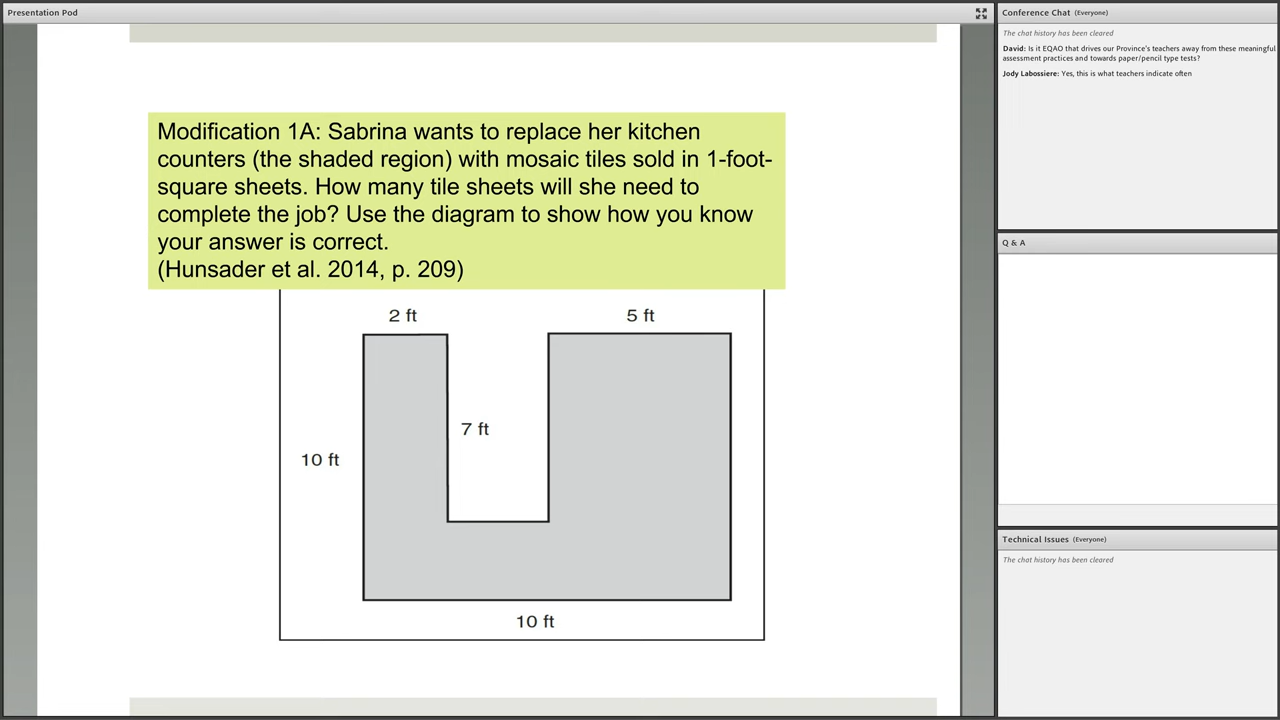 Presentation Pod
Modification 1A: Sabrina wants to replace her kitchen
counters (the shaded region) with mosaic tiles sold in 1-foot-
square sheets. How many tile sheets will she need to
complete the job? Use the diagram to show how you know
your answer is correct.
(Hunsader et al. 2014, p. 209)
2 ft
5 ft
7 ft
10 ft
10 ft
Conference Chat (Everyone)
The chat history has been cleared
David: Is it EQAO that drives our Province's teachers away from these meaningful
assessment practices and towards paper/pencil type tests?
Jody Labossiere: Yes, this is what teachers indicate often
Q & A
Technical Issues (Everyone)
The chat history has been cleared